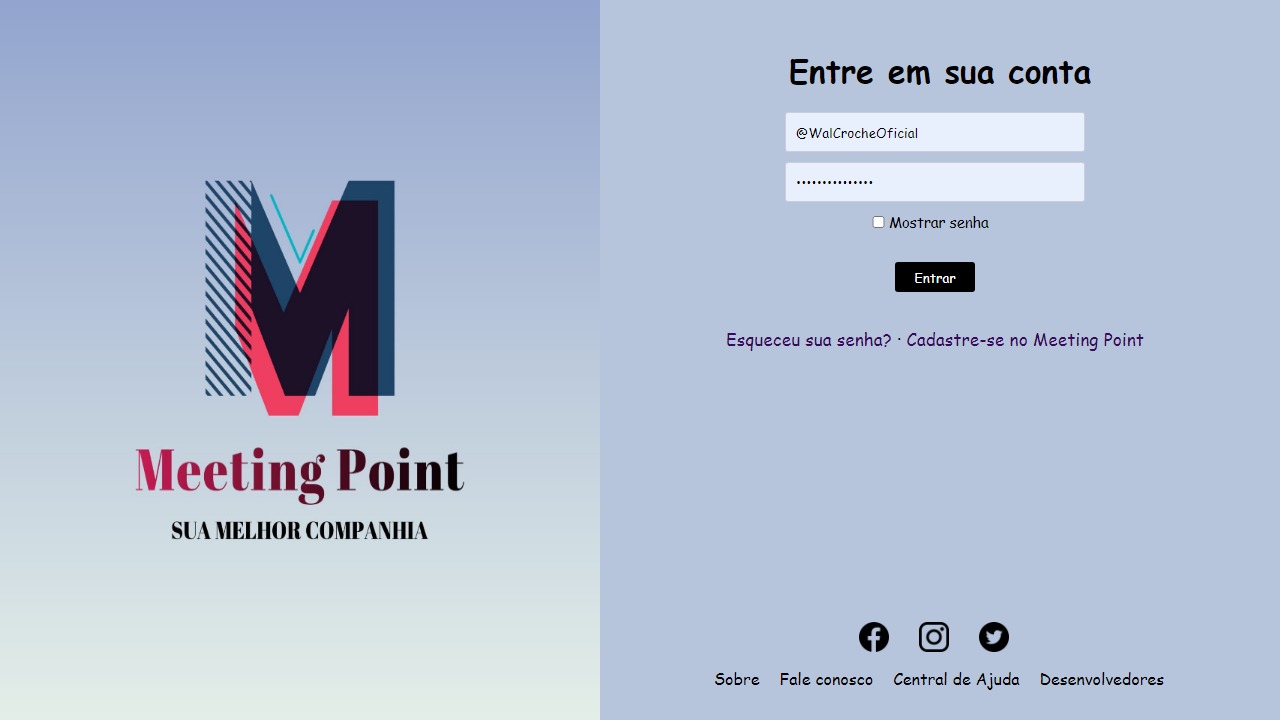 Meeting Point
SUA MELHOR COMPANHIA
Entre em sua conta
@WalCrocheOficial
•••••••••••••••
Mostrar senha
Entrar
Esqueceu sua senha? · Cadastre-se no Meeting Point
Sobre Fale conosco Central de Ajuda Desenvolvedores